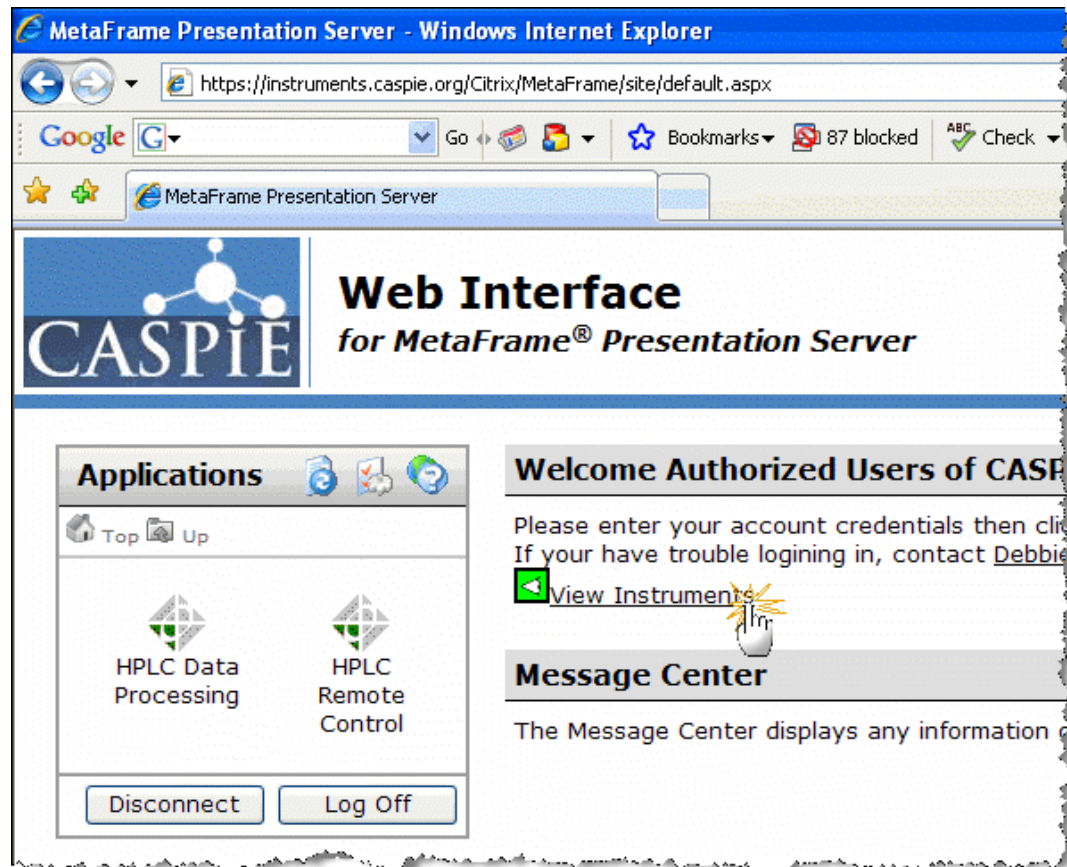 MetaFrame Presentation Server - Windows Internet Explorer
https://instruments.caspie.org/Citrix/MetaFrame/site/default.aspx
Google G Go Bookmarks 87 blocked ABC Check
MetaFrame Presentation Server
CASPiE
Web Interface
for MetaFrame® Presentation Server
Applications
Top Up
HPLC Data
Processing
HPLC
Remote
Control
Disconnect Log Off
Welcome Authorized Users of
Please enter your account credentials then
If your have trouble logining in, contact Debbie
View Instruments
Message Center
The Message Center displays any information